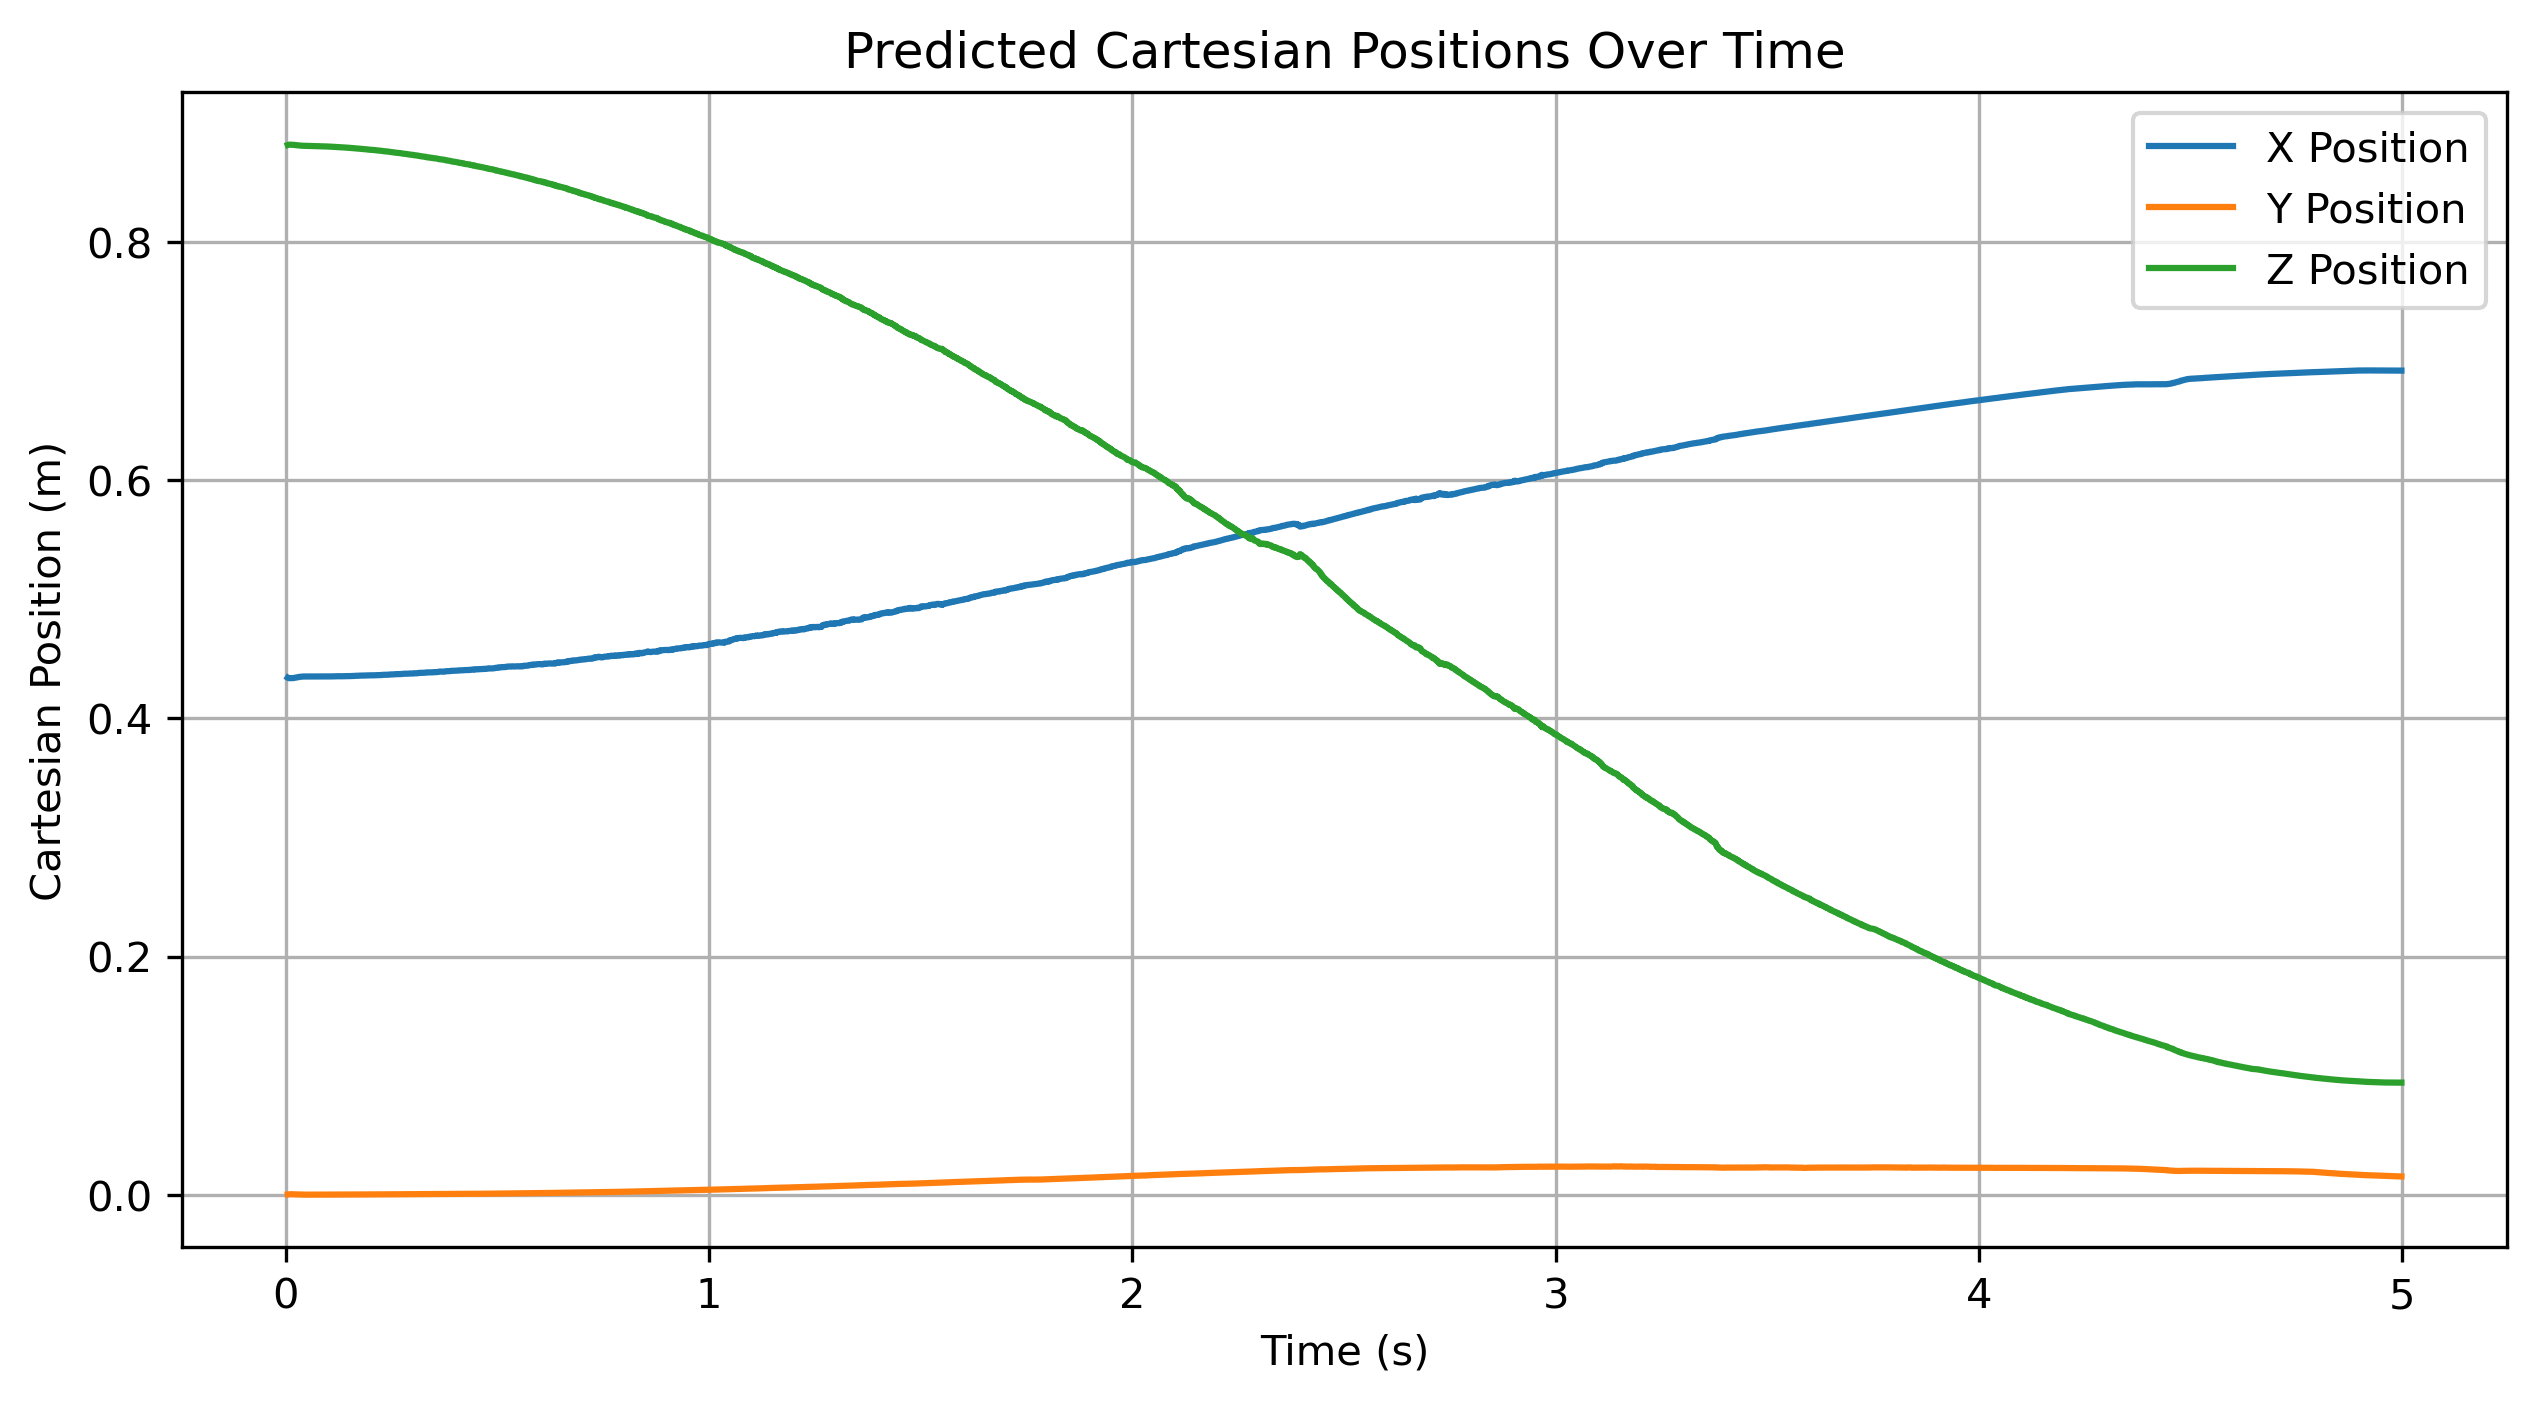 Predicted Cartesian Positions Over Time
X Position
Y Position
Z Position
Cartesian Position (m)
0.8
0.6
0.4
0.2
0.0
0 1 2 3 4 5
Time (s)